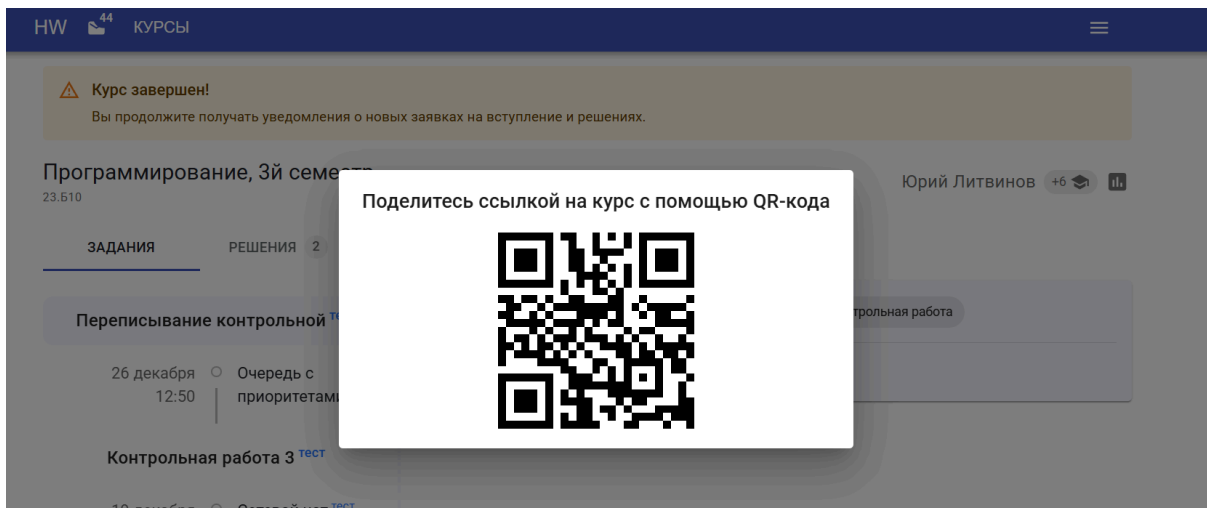 HW 44 КУРСЫ
Курс завершен!
Вы продолжите получать уведомления о новых заявках на вступление и решениях.
Программирование, 3й семестр
23.Б10
Юрий Литвинов +6
Поделитесь ссылкой на курс с помощью QR-кода
ЗАДАНИЯ РЕШЕНИЯ 2
Переписывание контрольной
трольная работа
26 декабря Очередь с
12:50 приоритетами
Контрольная работа 3 тест
тест